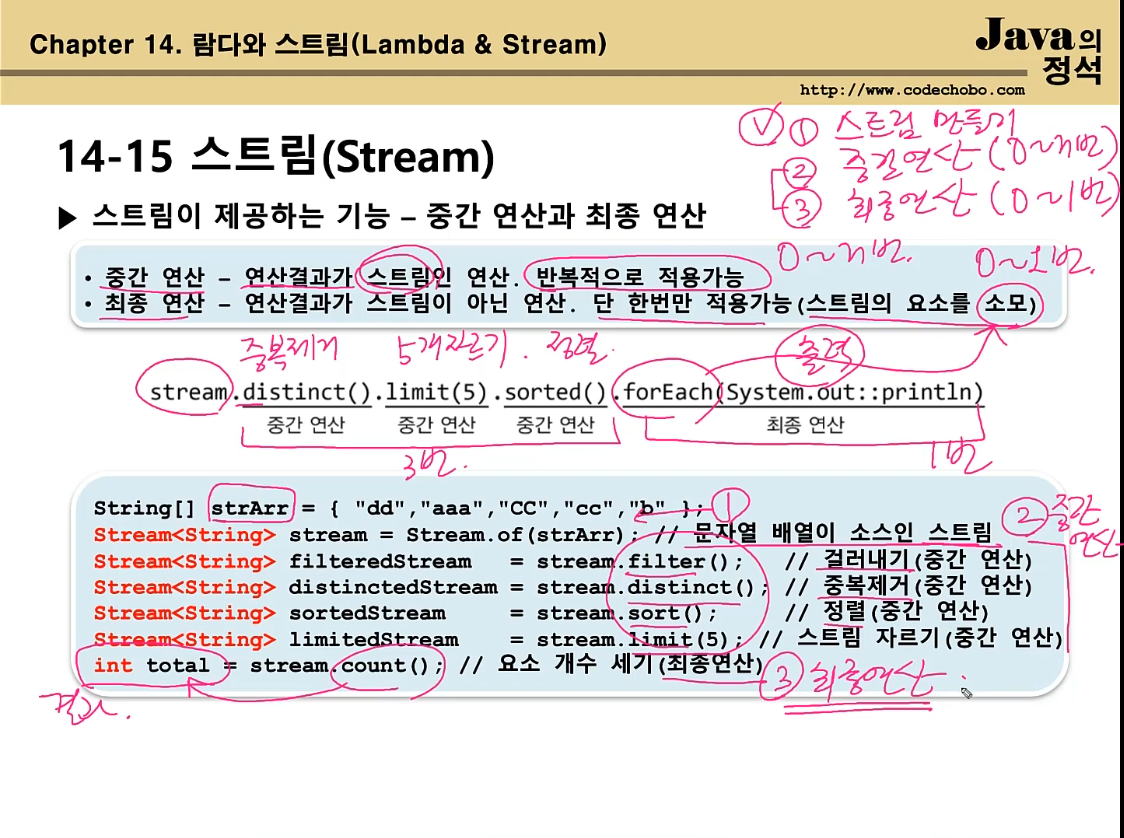 Chapter 14. 람다와 스트림(Lambda & Stream)
Java의 정석
http://www.codechobo.com
① 스트림 만들기
14-15 스트림(Stream)
② 중간연산 (0~n번)
③ 최종연산 (0~1번)
▶ 스트림이 제공하는 기능 – 중간 연산과 최종 연산
0~n번.
0~1번.
• 중간 연산 – 연산결과가 스트림인 연산. 반복적으로 적용가능
• 최종 연산 – 연산결과가 스트림이 아닌 연산. 단 한번만 적용가능(스트림의 요소를 소모)
중복제거 5개자르기. 정렬. 출력
stream.distinct().limit(5).sorted().forEach(System.out::println)
중간 연산 중간 연산 중간 연산 최종 연산
3번. 1번
String[] strArr = { "dd","aaa","CC","cc","b" }; ①
Stream<String> stream = Stream.of(strArr); // 문자열 배열이 소스인 스트림
② 중간연산
Stream<String> filteredStream = stream.filter(); // 걸러내기(중간 연산)
Stream<String> distinctedStream = stream.distinct(); // 중복제거(중간 연산)
Stream<String> sortedStream = stream.sort(); // 정렬(중간 연산)
Stream<String> limitedStream = stream.limit(5); // 스트림 자르기(중간 연산)
int total = stream.count(); // 요소 개수 세기(최종연산)
③ 최종연산.
결과.